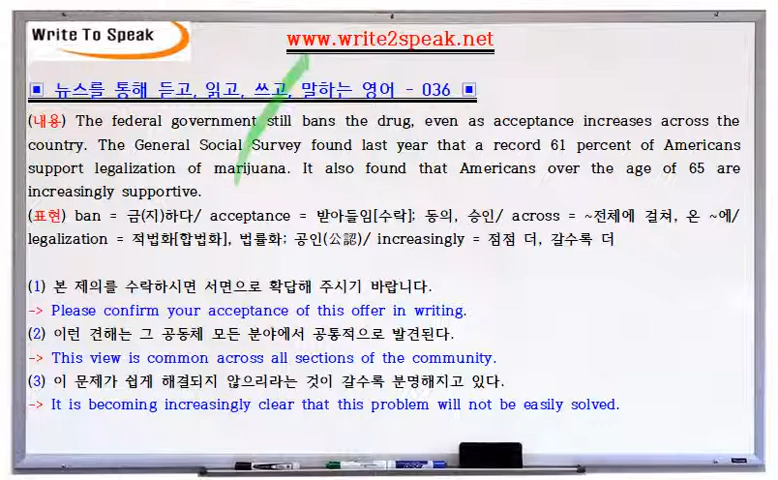 Write To Speak
www.write2speak.net
▣ 뉴스를 통해 듣고, 읽고, 쓰고, 말하는 영어 - 036 ▣
(내용) The federal government still bans the drug, even as acceptance increases across the
country. The General Social Survey found last year that a record 61 percent of Americans
support legalization of marijuana. It also found that Americans over the age of 65 are
increasingly supportive.
(표현) ban = 금(지)하다/ acceptance = 받아들임[수락]; 동의, 승인/ across = ~전체에 걸쳐, 온 ~에/
legalization = 적법화[합법화], 법률화; 공인(公認)/ increasingly = 점점 더, 갈수록 더
(1) 본 제의를 수락하시면 서면으로 확답해 주시기 바랍니다.
-> Please confirm your acceptance of this offer in writing.
(2) 이런 견해는 그 공동체 모든 분야에서 공통적으로 발견된다.
-> This view is common across all sections of the community.
(3) 이 문제가 쉽게 해결되지 않으리라는 것이 갈수록 분명해지고 있다.
-> It is becoming increasingly clear that this problem will not be easily solved.